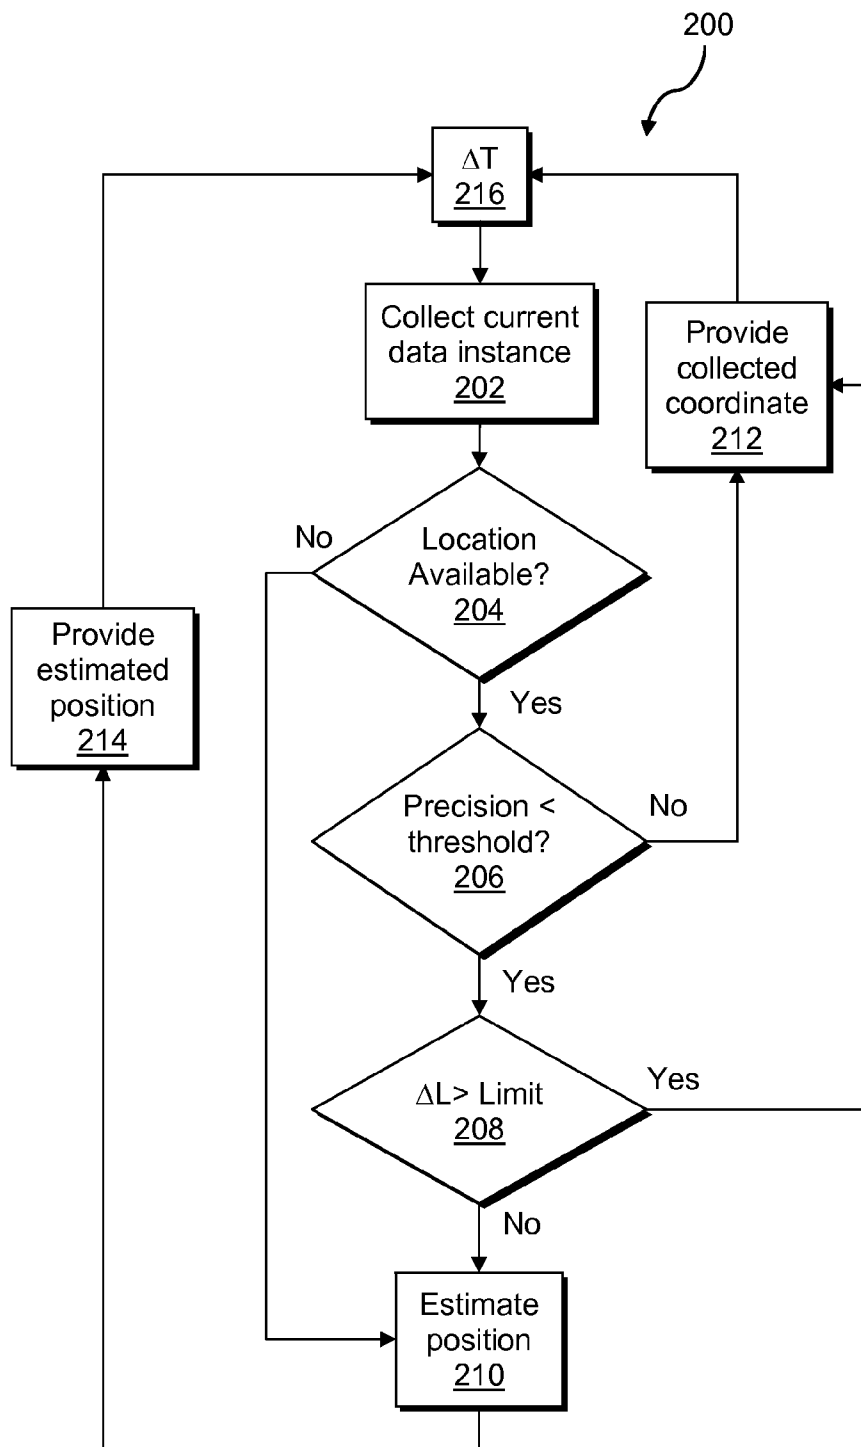 200
ΔT
216
Collect current
data instance
202
Provide
collected
coordinate
212
No
Location
Available?
204
Provide
estimated
position
214
Yes
Precision <
threshold?
206
No
Yes
ΔL> Limit
208
Yes
No
Estimate
position
210